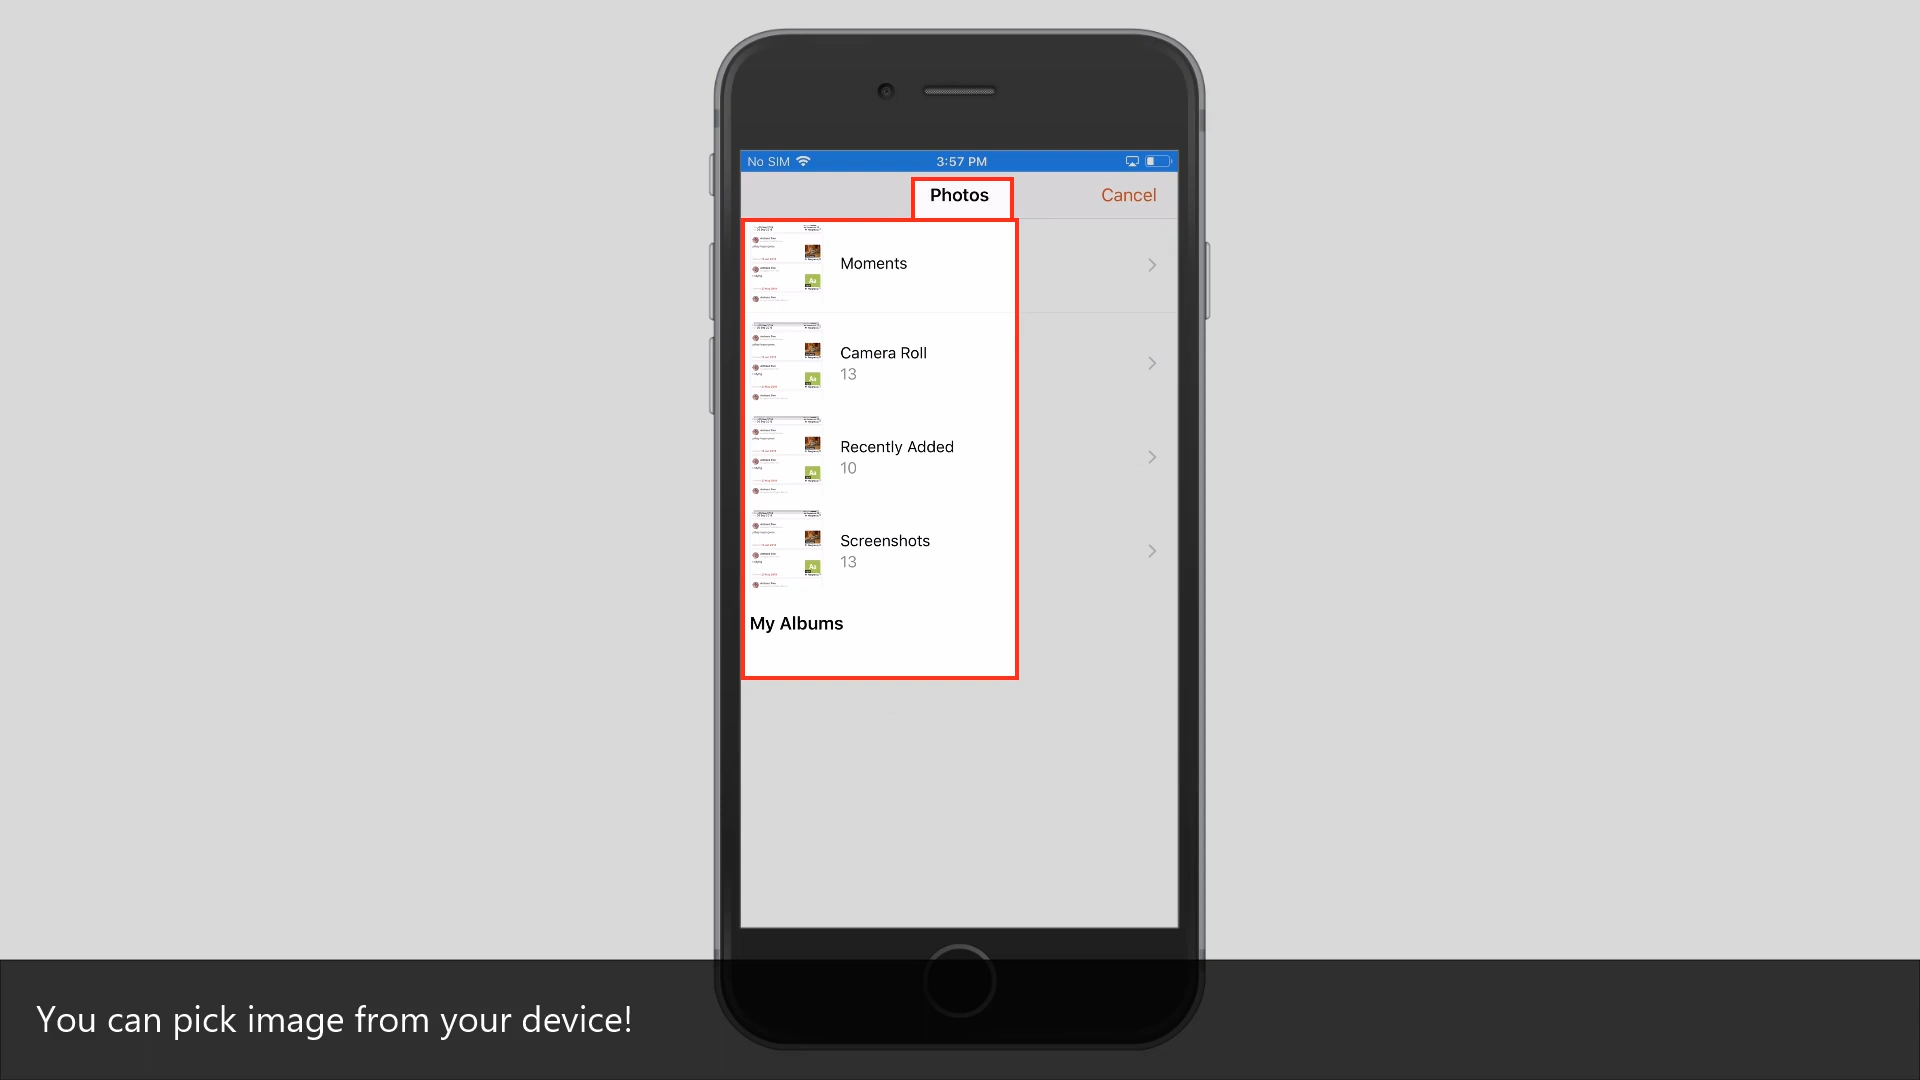 No SIM
3:57 PM
Photos
Cancel
Moments
Camera Roll
13
Recently Added
10
Screenshots
13
My Albums
You can pick image from your device!